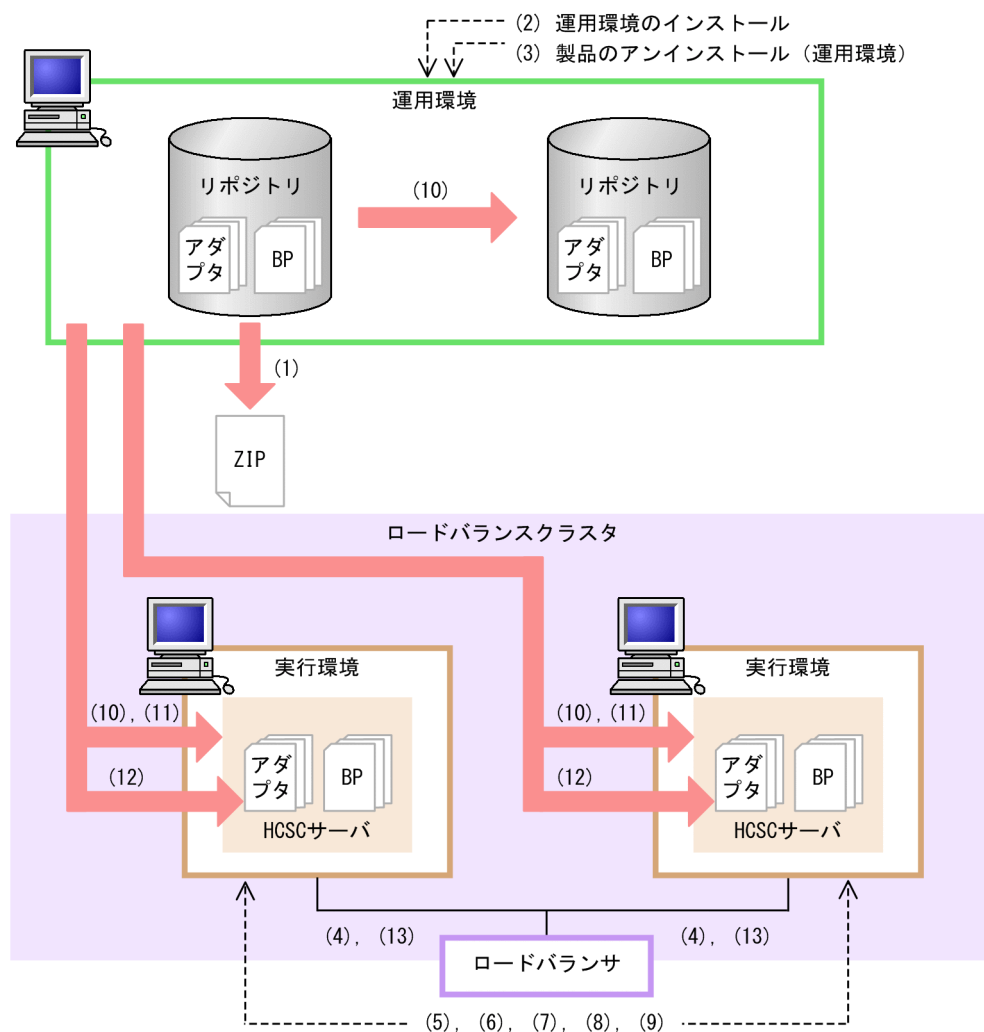 (2) 運用環境のインストール
(3) 製品のアンインストール（運用環境）
運用環境
リポジトリ
アダ
プタ
BP
(10)
リポジトリ
アダ
プタ
BP
(1)
ZIP
ロードバランスクラスタ
実行環境
(10),(11)
(12)
アダ
プタ
BP
HCSCサーバ
実行環境
(10),(11)
(12)
アダ
プタ
BP
HCSCサーバ
(4), (13)
(4), (13)
ロードバランサ
(5), (6), (7), (8), (9)